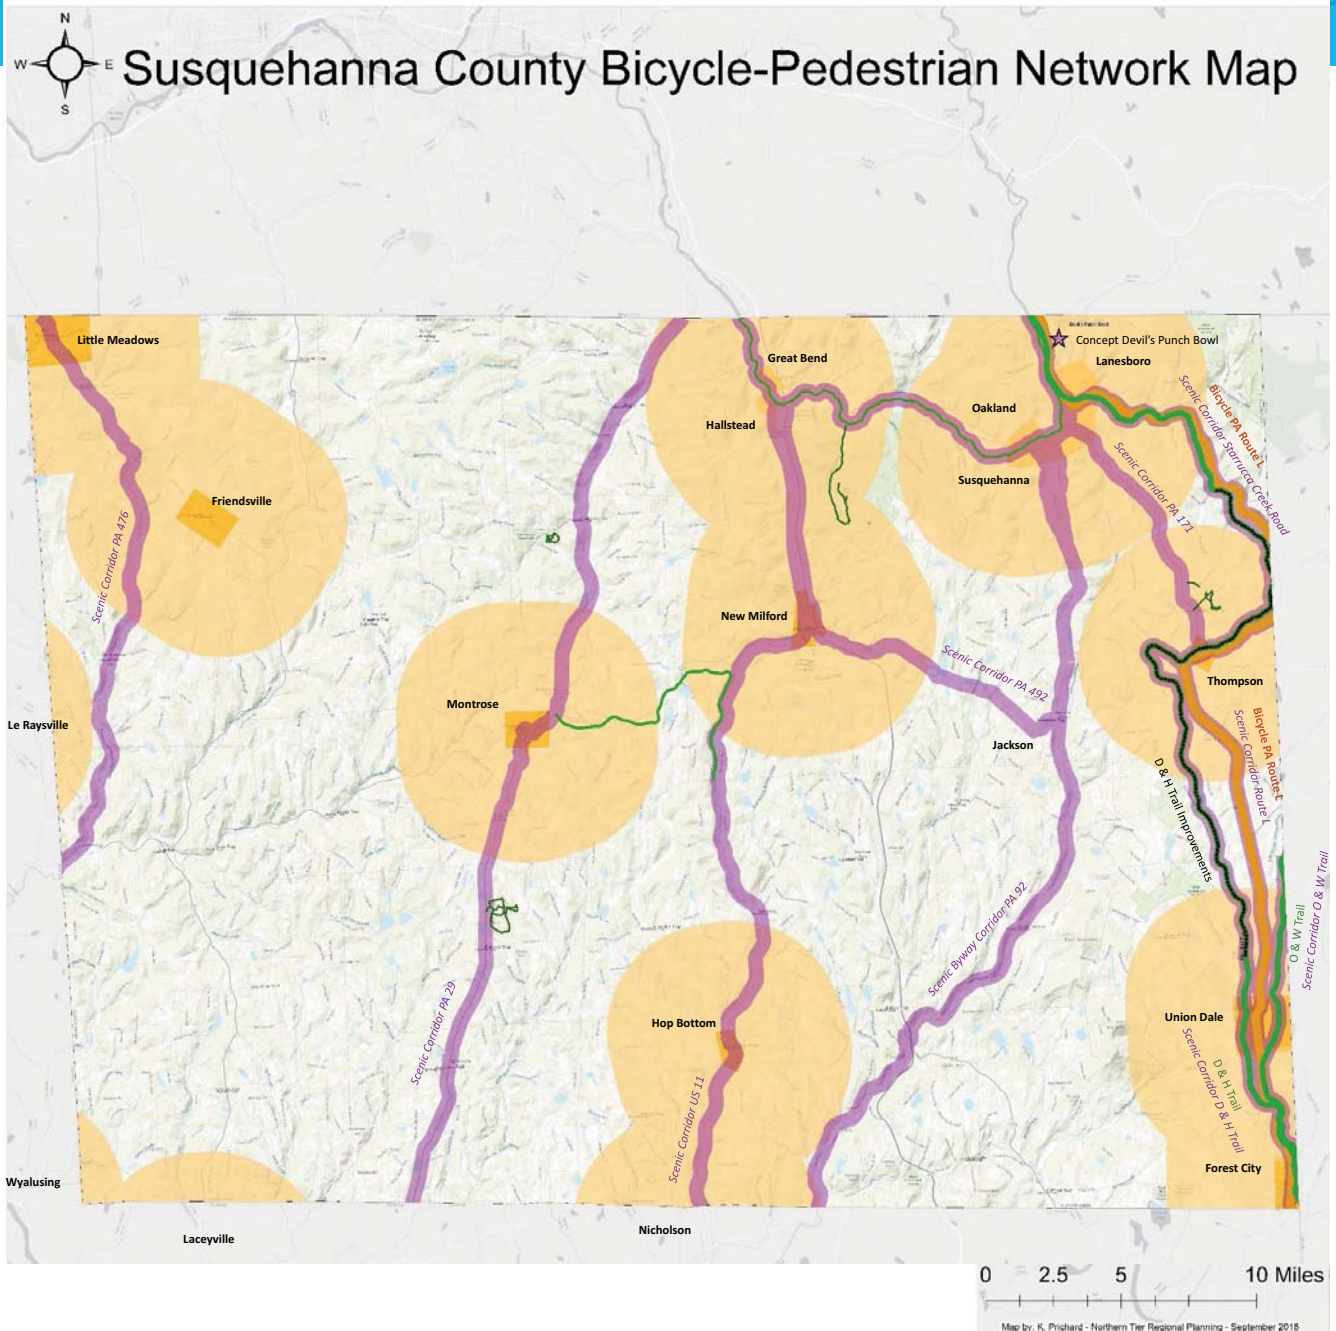 N
W E
S
Susquehanna County Bicycle-Pedestrian Network Map
Little Meadows
Great Bend
Concept Devil's Punch Bowl
Lanesboro
Oakland
Hallstead
Susquehanna
Bicycle PA Route L
Scenic Corridor Starrucca Creek Road
Scenic Corridor PA 171
Friendsville
Scenic Corridor PA 476
New Milford
Scenic Corridor PA 492
Thompson
Montrose
Le Raysville
Jackson
Bicycle PA Route L
Scenic Corridor Route L
D & H Trail Improvements
Scenic Byway Corridor PA 92
O & W Trail
Scenic Corridor O & W Trail
Scenic Corridor PA 29
Hop Bottom
Union Dale
D & H Trail
Scenic Corridor D & H Trail
Scenic Corridor US 11
Forest City
Wyalusing
Laceyville
Nicholson
0 2.5 5 10 Miles
Map by: K. Prichard - Northern Tier Regional Planning - September 2018